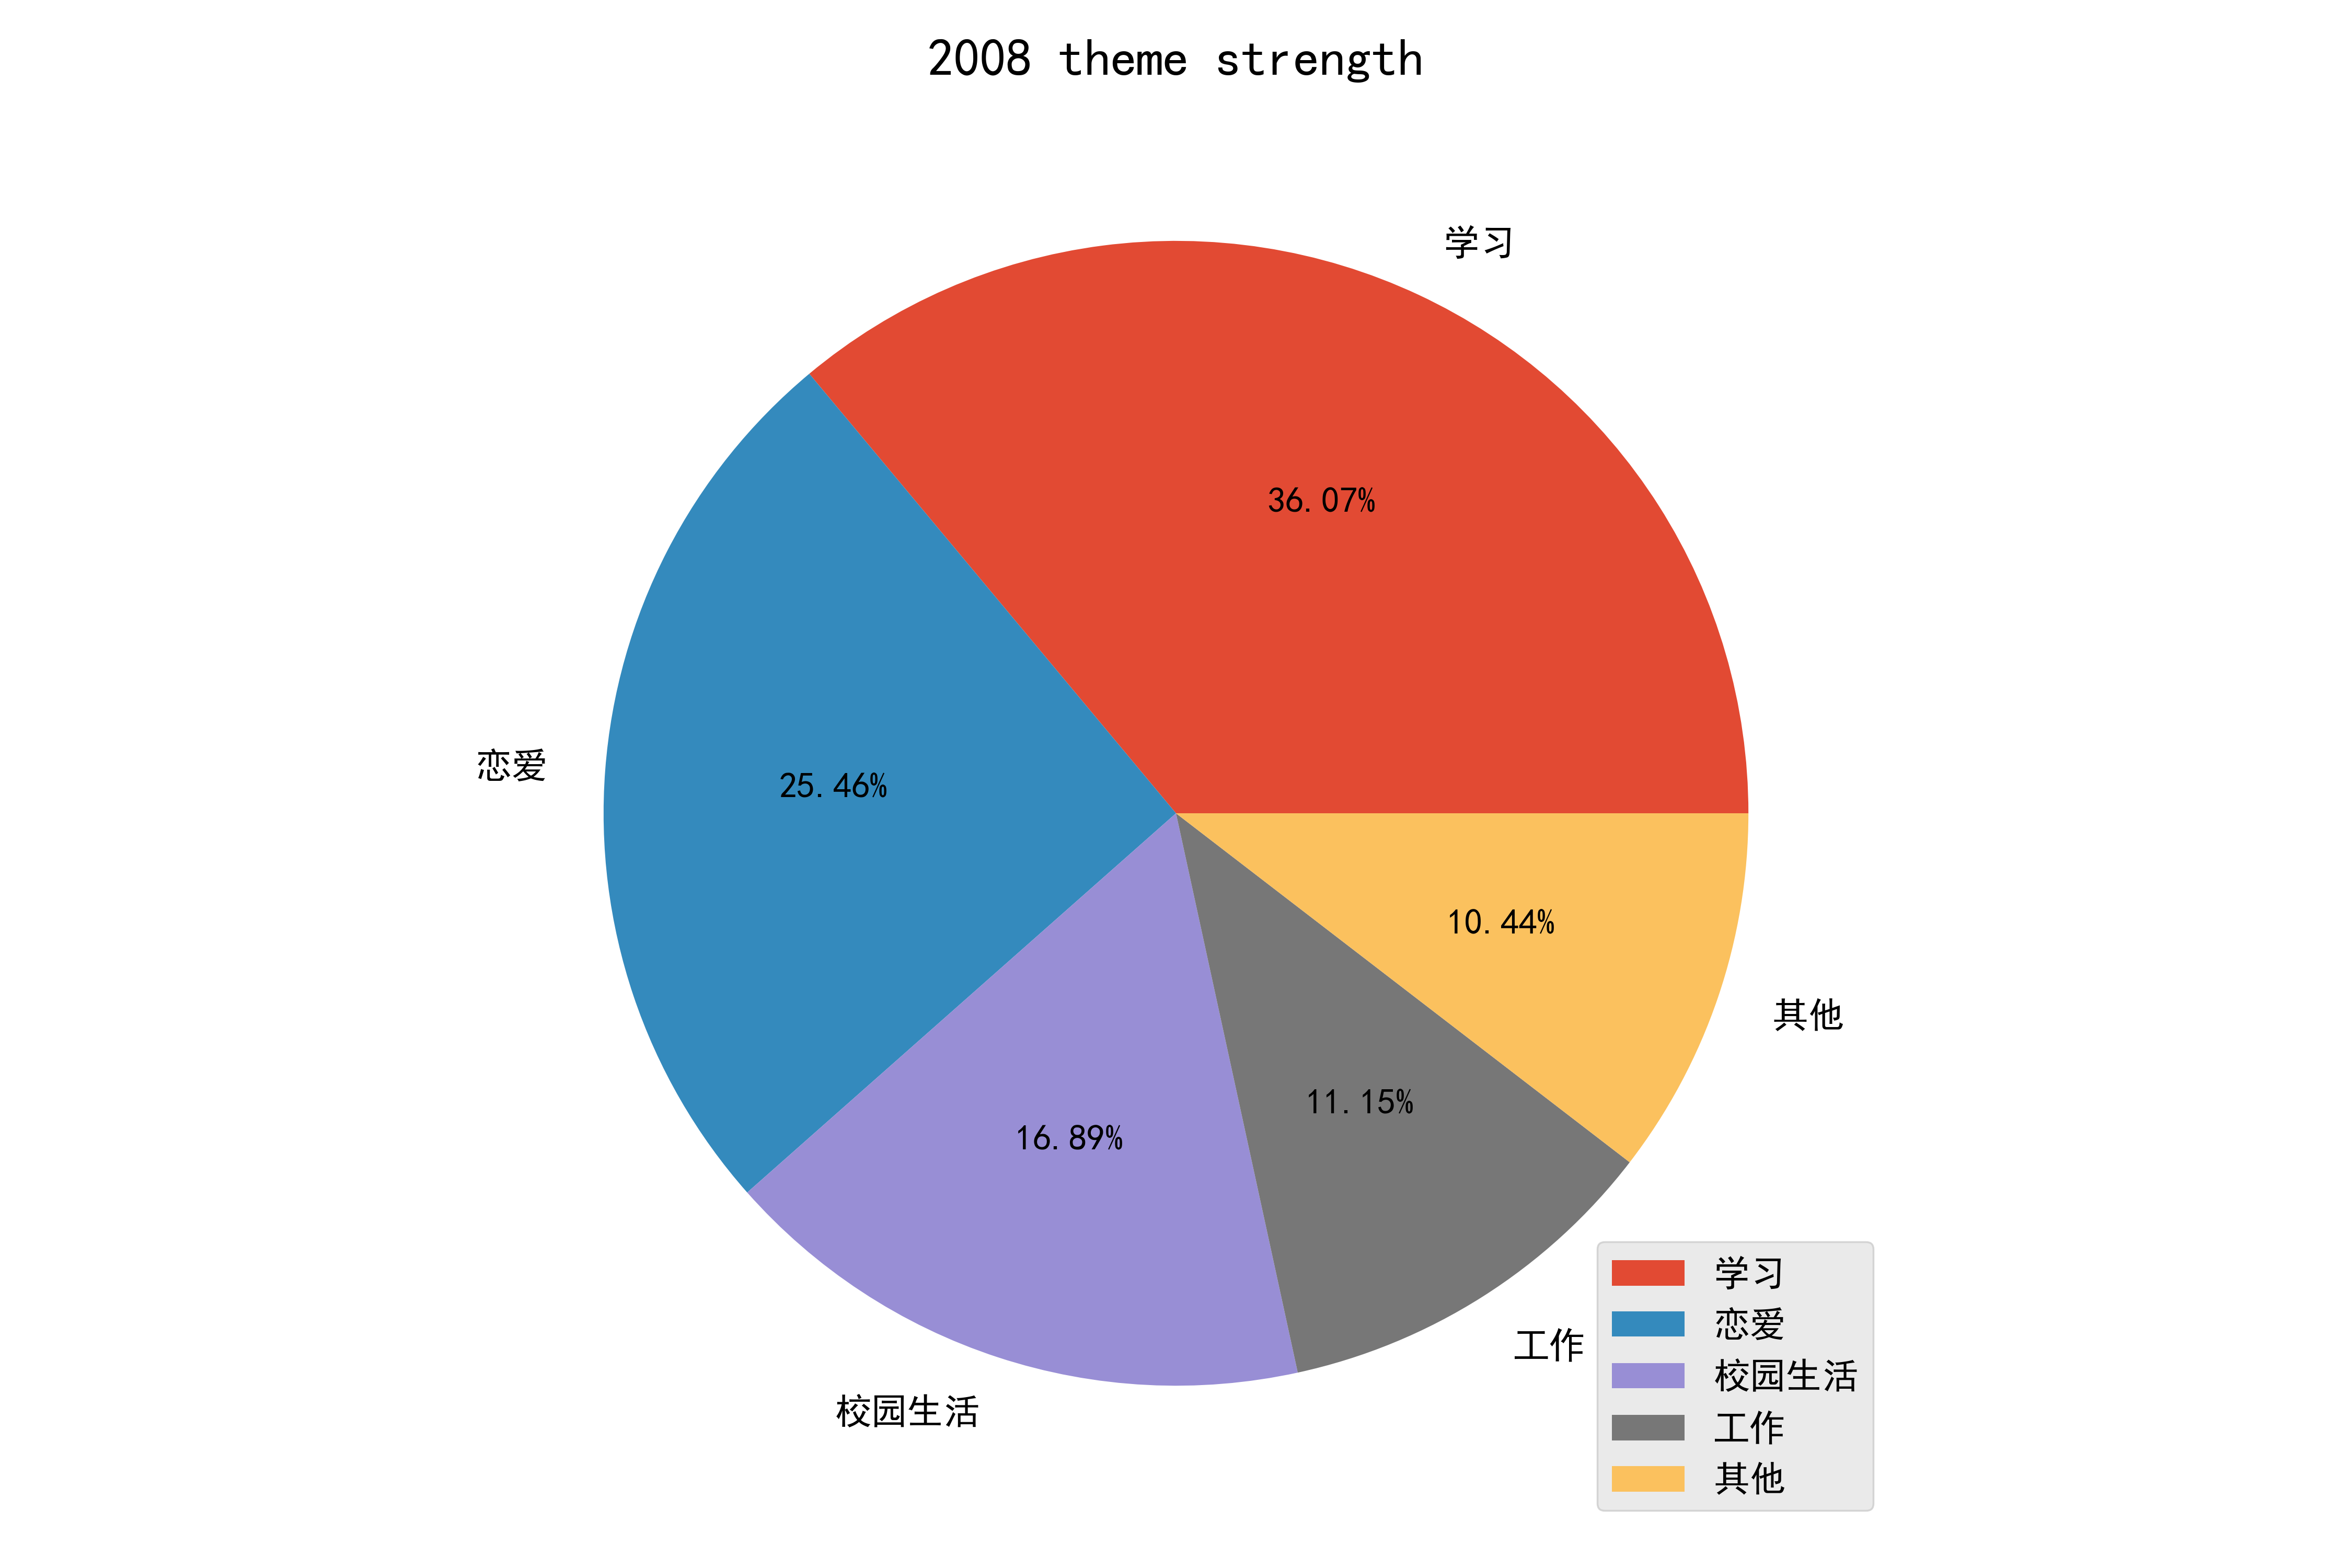 2008 theme strength
学习
36.07%
恋爱
25.46%
10.44%
其他
11.15%
16.89%
工作
校园生活
学习
恋爱
校园生活
工作
其他